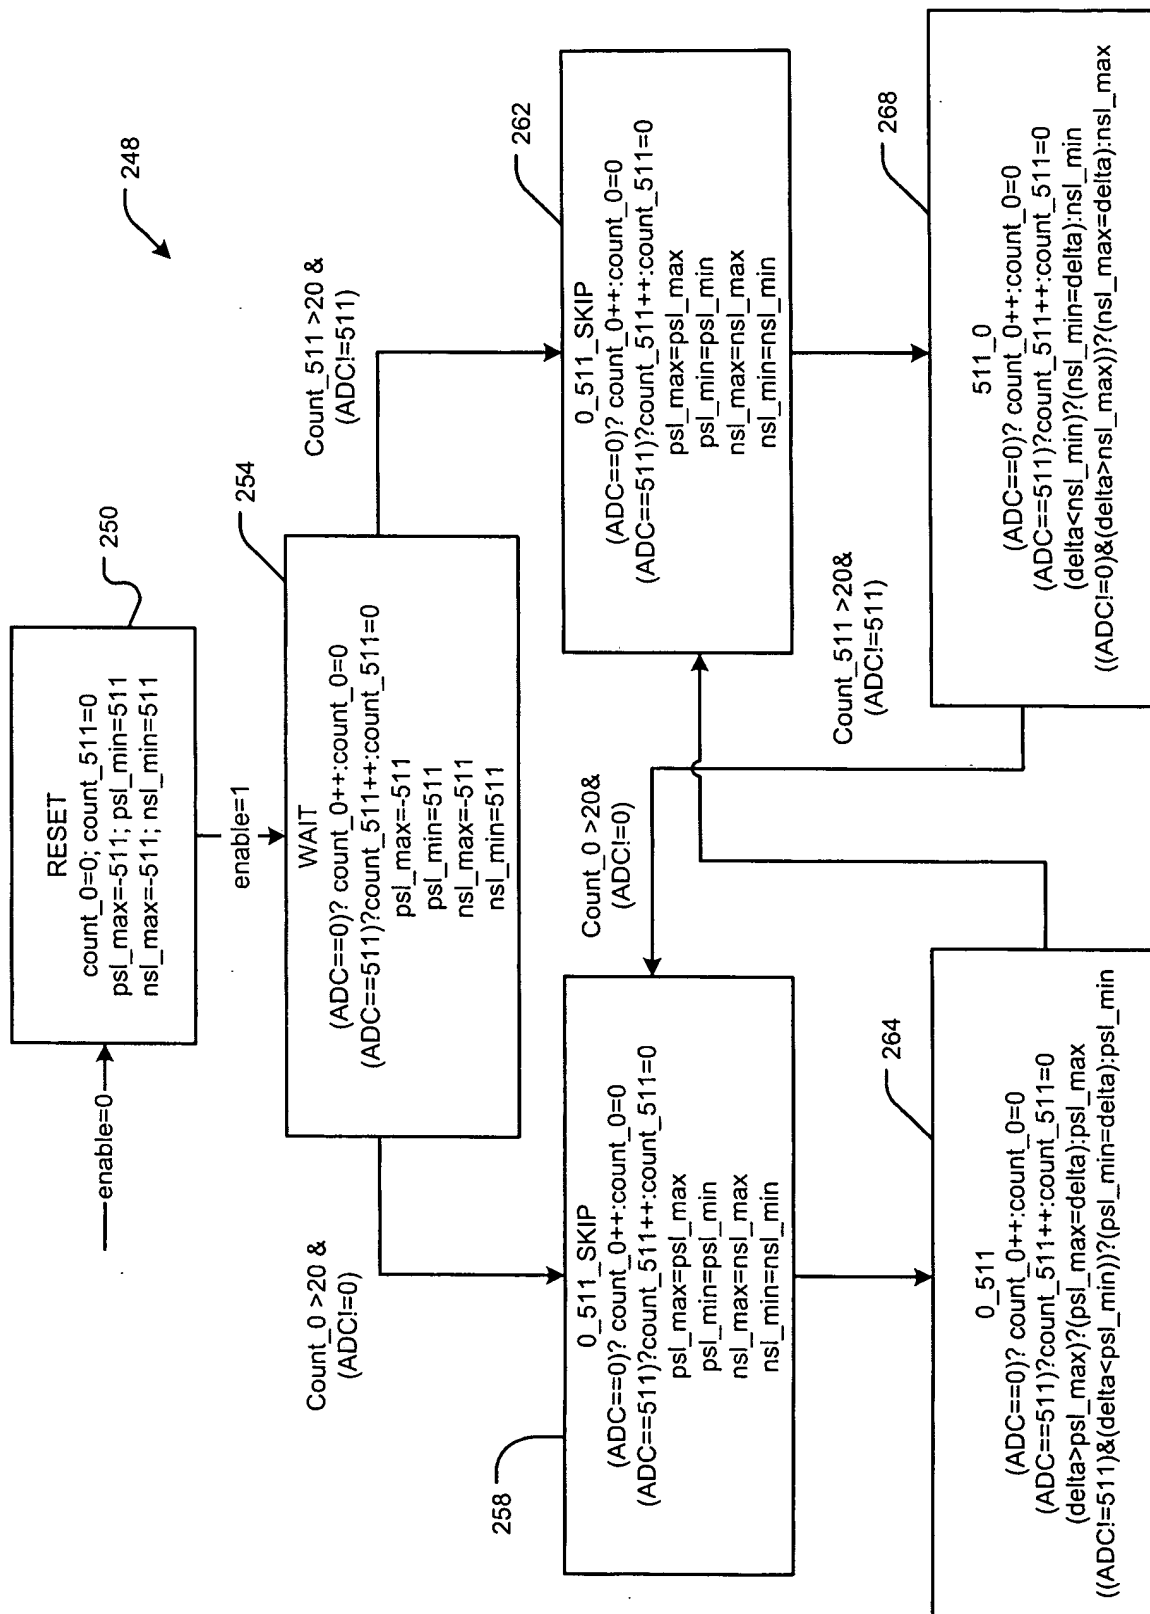 248
enable=0
250
RESET
count_0=0; count_511=0
psl_max=-511; psl_min=511
nsl_max=-511; nsl_min=511
enable=1
254
WAIT
(ADC==0)? count_0++:count_0=0
(ADC==511)?count_511++:count_511=0
psl_max=-511
psl_min=511
nsl_max=-511
nsl_min=511
Count_0 >20 &
(ADC!=0)
Count_511 >20 &
(ADC!=511)
258
0_511_SKIP
(ADC==0)? count_0++:count_0=0
(ADC==511)?count_511++:count_511=0
psl_max=psl_max
psl_min=psl_min
nsl_max=nsl_max
nsl_min=nsl_min
262
0_511_SKIP
(ADC==0)? count_0++:count_0=0
(ADC==511)?count_511++:count_511=0
psl_max=psl_max
psl_min=psl_min
nsl_max=nsl_max
nsl_min=nsl_min
Count_0 >20&
(ADC!=0)
Count_511 >20&
(ADC!=511)
264
0_511
(ADC==0)? count_0++:count_0=0
(ADC==511)?count_511++:count_511=0
(delta>psl_max)?(psl_max=delta):psl_max
((ADC!=511)&(delta<psl_min))?(psl_min=delta):psl_min
268
511_0
(ADC==0)? count_0++:count_0=0
(ADC==511)?count_511++:count_511=0
(delta<nsl_min)?(nsl_min=delta):nsl_min
((ADC!=0)&(delta>nsl_max))?(nsl_max=delta):nsl_max